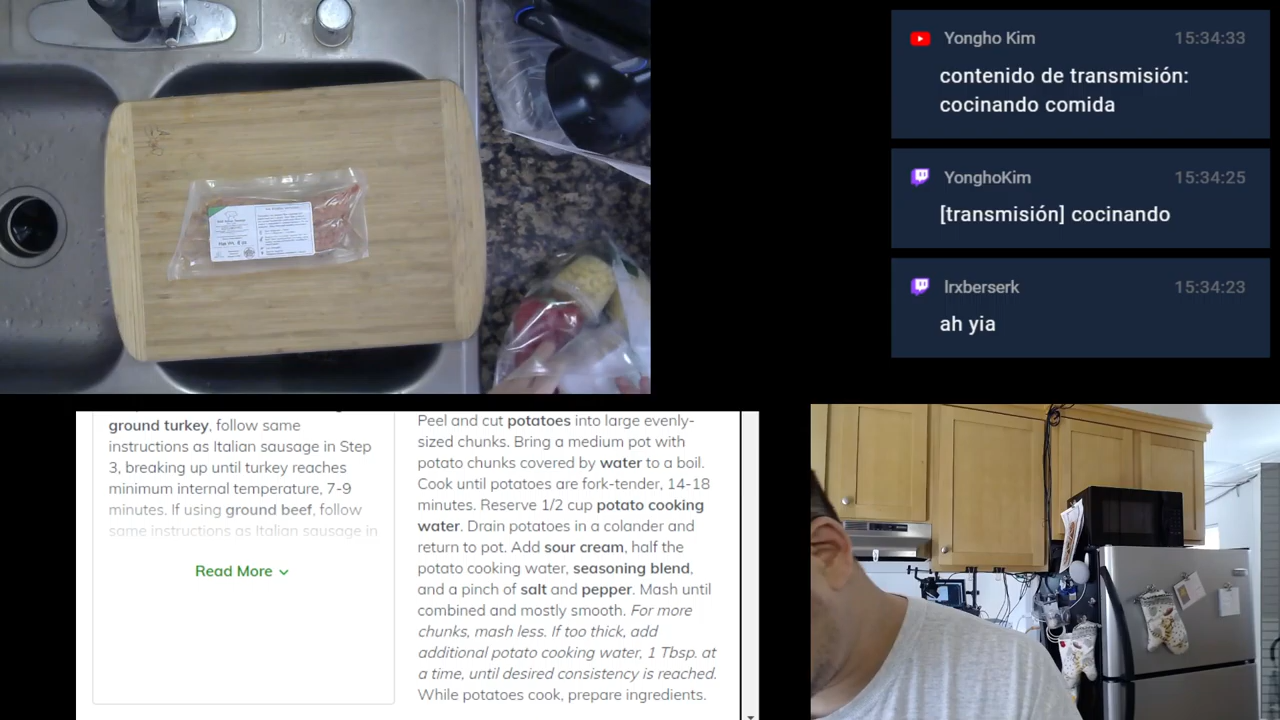 Yongho Kim
15:34:33
contenido de transmisión:
cocinando comida
YonghoKim
15:34:25
[transmisión] cocinando
lrxberserk
15:34:23
ah yia
ground turkey, follow same
instructions as Italian sausage in Step
3, breaking up until turkey reaches
minimum internal temperature, 7-9
minutes. If using ground beef, follow
same instructions as Italian sausage in
Read More
Peel and cut potatoes into large evenly-
sized chunks. Bring a medium pot with
potato chunks covered by water to a boil.
Cook until potatoes are fork-tender, 14-18
minutes. Reserve 1/2 cup potato cooking
water. Drain potatoes in a colander and
return to pot. Add sour cream, half the
potato cooking water, seasoning blend,
and a pinch of salt and pepper. Mash until
combined and mostly smooth. For more
chunks, mash less. If too thick, add
additional potato cooking water, 1 Tbsp. at
a time, until desired consistency is reached.
While potatoes cook, prepare ingredients.